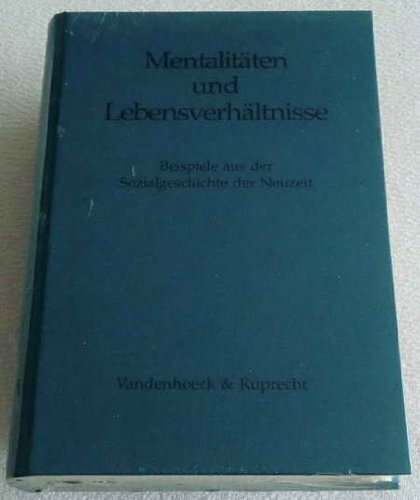 Mentalitäten
und
Lebensverhältnisse
Beispiele aus der
Sozialgeschichte der Neuzeit
Vandenhoeck & Ruprecht